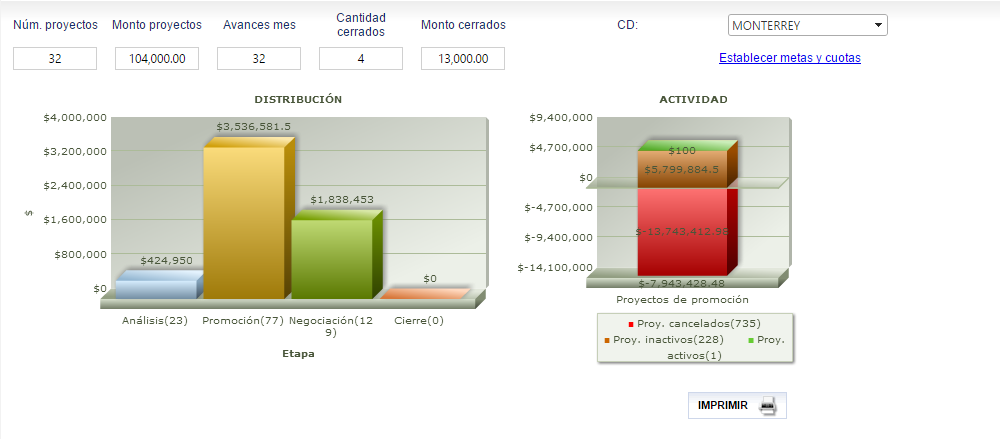 Núm. proyectos
Monto proyectos
Avances mes
Cantidad
cerrados
Monto cerrados
CD:
MONTERREY
32
104,000.00
32
4
13,000.00
Establecer metas y cuotas
DISTRIBUCIÓN
$4,000,000
$3,200,000
$2,400,000
$1,600,000
$800,000
$0
$
$3,536,581.5
$1,838,453
$424,950
$0
Análisis(23)
Promoción(77)
Negociación(12
9)
Cierre(0)
Etapa
ACTIVIDAD
$9,400,000
$4,700,000
$0
$-4,700,000
$-9,400,000
$-14,100,000
$100
$5,799,884.5
$-13,743,412.98
$-7,943,428.48
Proyectos de promoción
Proy. cancelados(735)
Proy. inactivos(228)
Proy.
activos(1)
IMPRIMIR